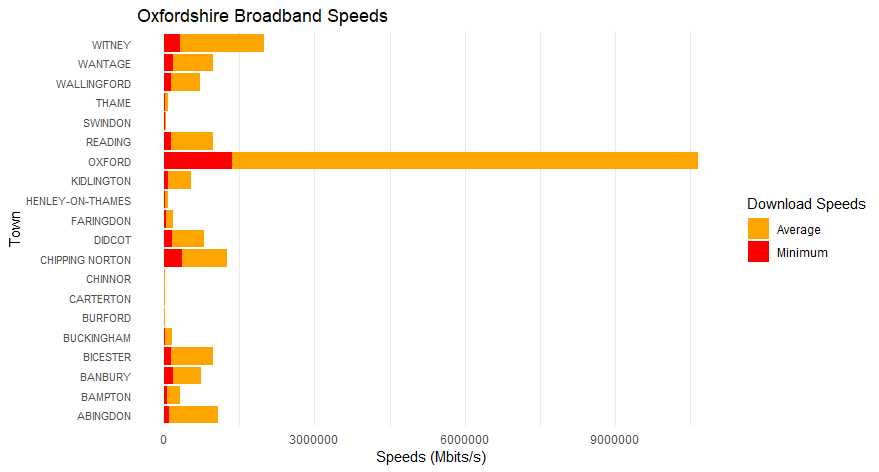 Oxfordshire Broadband Speeds
WITNEY
WANTAGE
WALLINGFORD
THAME
SWINDON
READING
OXFORD
KIDLINGTON
HENLEY-ON-THAMES
FARINGDON
DIDCOT
CHIPPING NORTON
CHINNOR
CARTERTON
BURFORD
BUCKINGHAM
BICESTER
BANBURY
BAMPTON
ABINGDON
Town
0 3000000 6000000 9000000
Speeds (Mbits/s)
Download Speeds
Average
Minimum